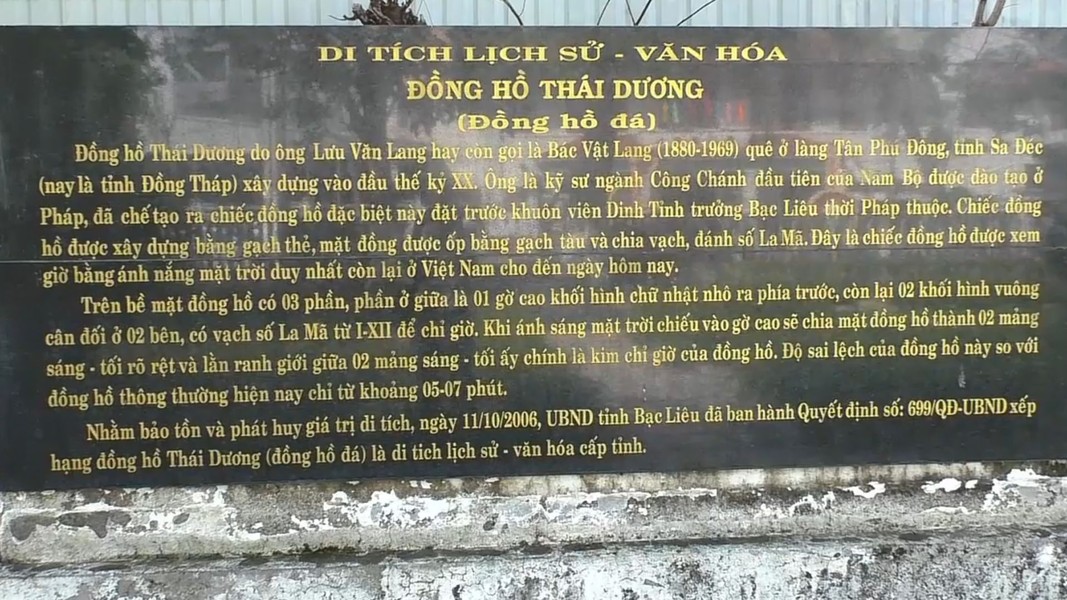 DI TÍCH LỊCH SỬ - VĂN HÓA
ĐỒNG HỒ THÁI DƯƠNG
(Đồng hồ đá)
Đồng hồ Thái Dương do ông Lưu Văn Lang hay còn gọi là Bác Vật Lang (1880-1969) quê ở làng Tân Phú Đông, tỉnh Sa Đéc
(nay là tỉnh Đồng Tháp) xây dựng vào đầu thế kỷ XX. Ông là kỹ sư ngành Công Chánh đầu tiên của Nam Bộ được đào tạo ở
Pháp, đã chế tạo ra chiếc đồng hồ đặc biệt này đặt trước khuôn viên Dinh Tỉnh trưởng Bạc Liêu thời Pháp thuộc. Chiếc đồng
hồ được xây dựng bằng gạch thẻ, mặt đồng được ốp bằng gạch tàu và chia vạch, đánh số La Mã. Đây là chiếc đồng hồ được xem
giờ bằng ánh nắng mặt trời duy nhất còn lại ở Việt Nam cho đến ngày hôm nay.
Trên bề mặt đồng hồ có 03 phần, phần ở giữa là 01 gờ cao khối hình chữ nhật nhô ra phía trước, còn lại 02 khối hình vuông
cân đối ở 02 bên, có vạch số La Mã từ I-XII để chỉ giờ. Khi ánh sáng mặt trời chiếu vào gờ cao sẽ chia mặt đồng hồ thành 02 mảng
sáng - tối rõ rệt và lằn ranh giới giữa 02 mảng sáng - tối ấy chính là kim chỉ giờ của đồng hồ. Độ sai lệch của đồng hồ này so với
đồng hồ thông thường hiện nay chỉ từ khoảng 05-07 phút.
Nhằm bảo tồn và phát huy giá trị di tích, ngày 11/10/2006, UBND tỉnh Bạc Liêu đã ban hành Quyết định số: 699/QĐ-UBND xếp
hạng đồng hồ Thái Dương (đồng hồ đá) là di tich lịch sử - văn hóa cấp tỉnh.